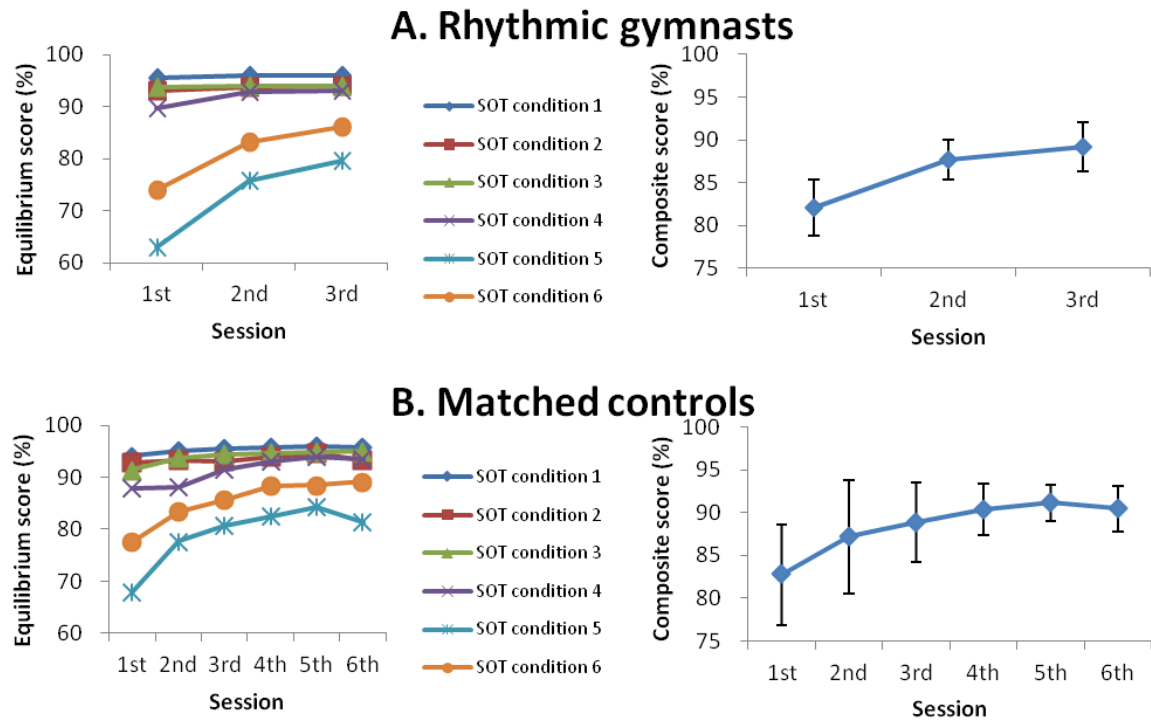 A. Rhythmic gymnasts
Equilibrium score (%)
100
90
80
70
60
1st 2nd 3rd
Session
SOT condition 1
SOT condition 2
SOT condition 3
SOT condition 4
SOT condition 5
SOT condition 6
Composite score (%)
100
95
90
85
80
75
1st 2nd 3rd
Session
B. Matched controls
Equilibrium score (%)
100
90
80
70
60
1st 2nd 3rd 4th 5th 6th
Session
SOT condition 1
SOT condition 2
SOT condition 3
SOT condition 4
SOT condition 5
SOT condition 6
Composite score (%)
100
95
90
85
80
75
1st 2nd 3rd 4th 5th 6th
Session